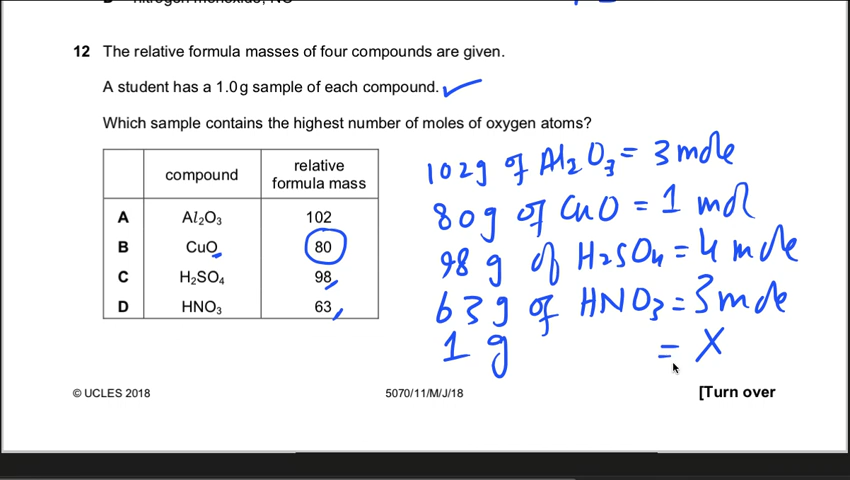 12 The relative formula masses of four compounds are given.
A student has a 1.0 g sample of each compound.
Which sample contains the highest number of moles of oxygen atoms?
compound relative formula mass
A Al₂O₃ 102
B CuO 80
C H₂SO₄ 98
D HNO₃ 63
102g of Al₂O₃ = 3 mole
80g of CuO = 1 mol
98 g of H₂SO₄ = 4 mole
63g of HNO₃ = 3 mole
1 g = X
© UCLES 2018 5070/11/M/J/18 [Turn over